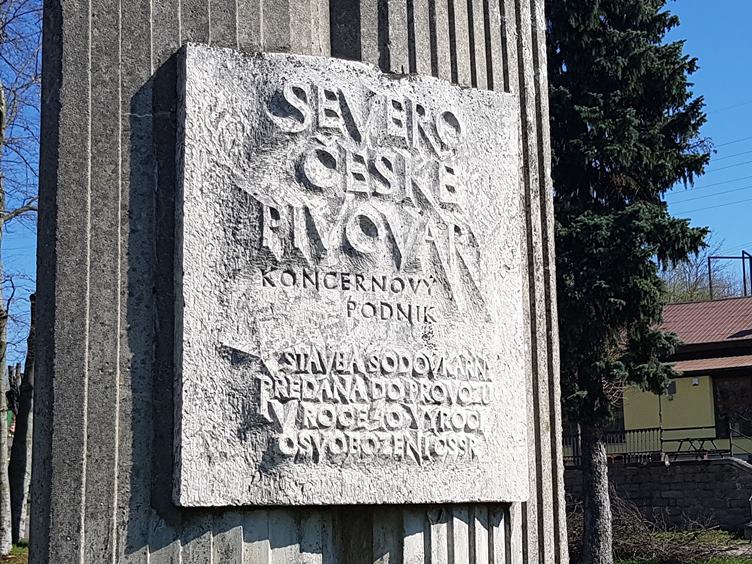 SEVERO
ČESKÉ
PIVOVARY
KONCERNOVÝ
PODNIK
STAVBA SODOVKÁRNY
PŘEDÁNA DO PROVOZU
V ROCE 40 VÝROČÍ
OSVOBOZENÍ ČSSR